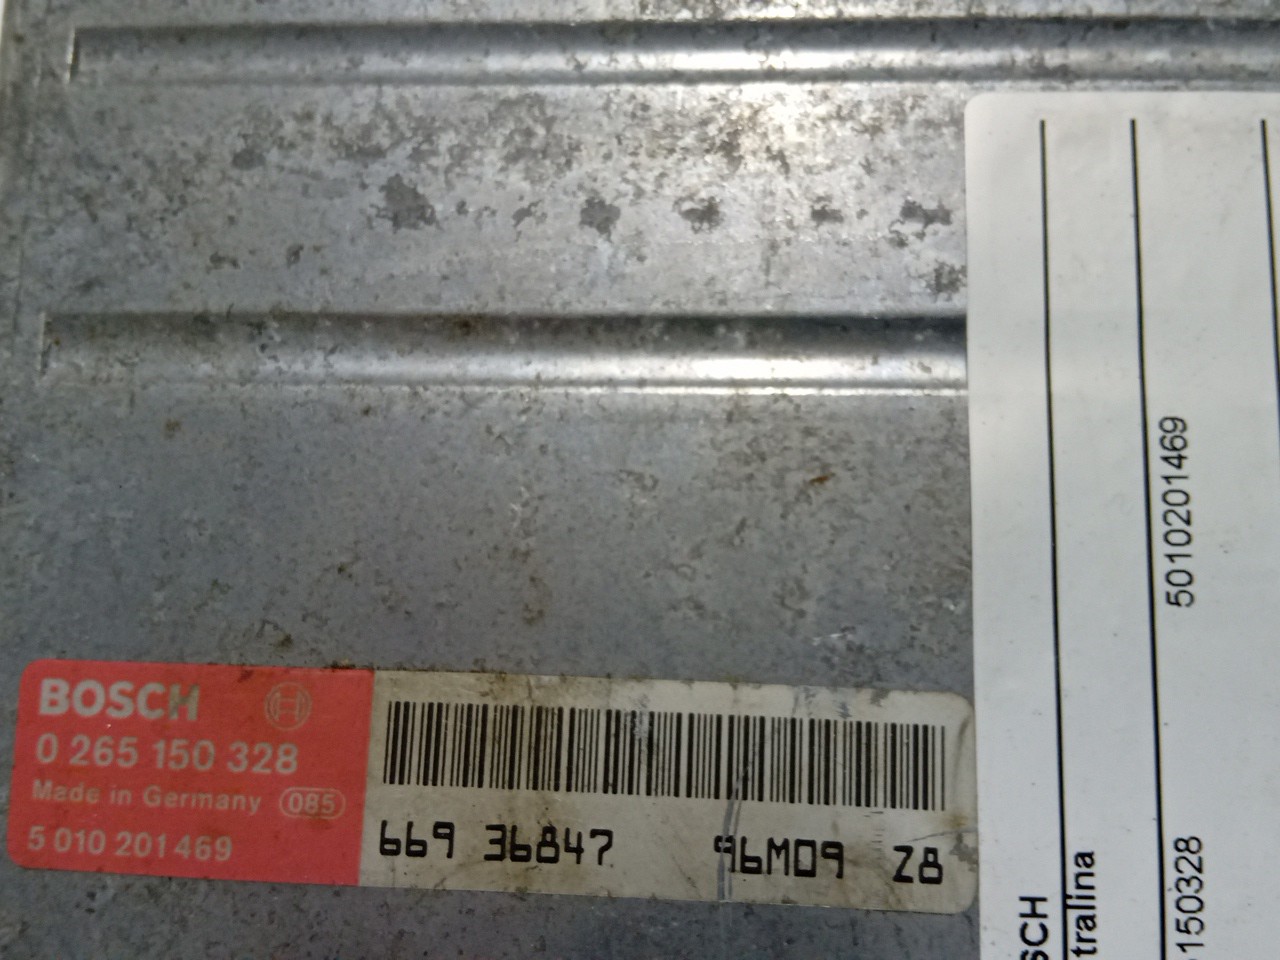 BOSCH
0 265 150 328
Made in Germany 085
5 010 201 469
669 36847 96M09 Z8
SCH
tralina
5010201469
150328